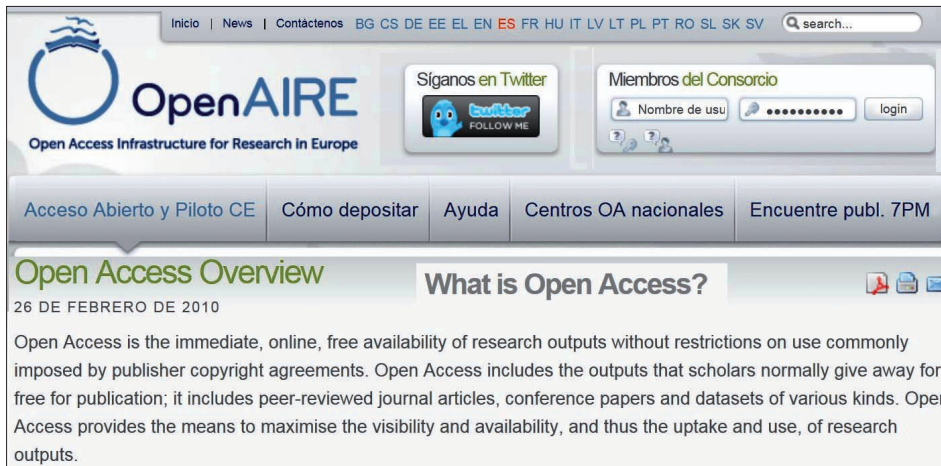 Inicio | News | Contáctenos BG CS DE EE EL EN ES FR HU IT LV LT PL PT RO SL SK SV search...
OpenAIRE
Open Access Infrastructure for Research in Europe
Síganos en Twitter
twitter
FOLLOW ME
Miembros del Consorcio
Nombre de usu login
Acceso Abierto y Piloto CE Cómo depositar Ayuda Centros OA nacionales Encuentre publ. 7PM
Open Access Overview
What is Open Access?
26 DE FEBRERO DE 2010
Open Access is the immediate, online, free availability of research outputs without restrictions on use commonly
imposed by publisher copyright agreements. Open Access includes the outputs that scholars normally give away for
free for publication; it includes peer-reviewed journal articles, conference papers and datasets of various kinds. Open
Access provides the means to maximise the visibility and availability, and thus the uptake and use, of research
outputs.